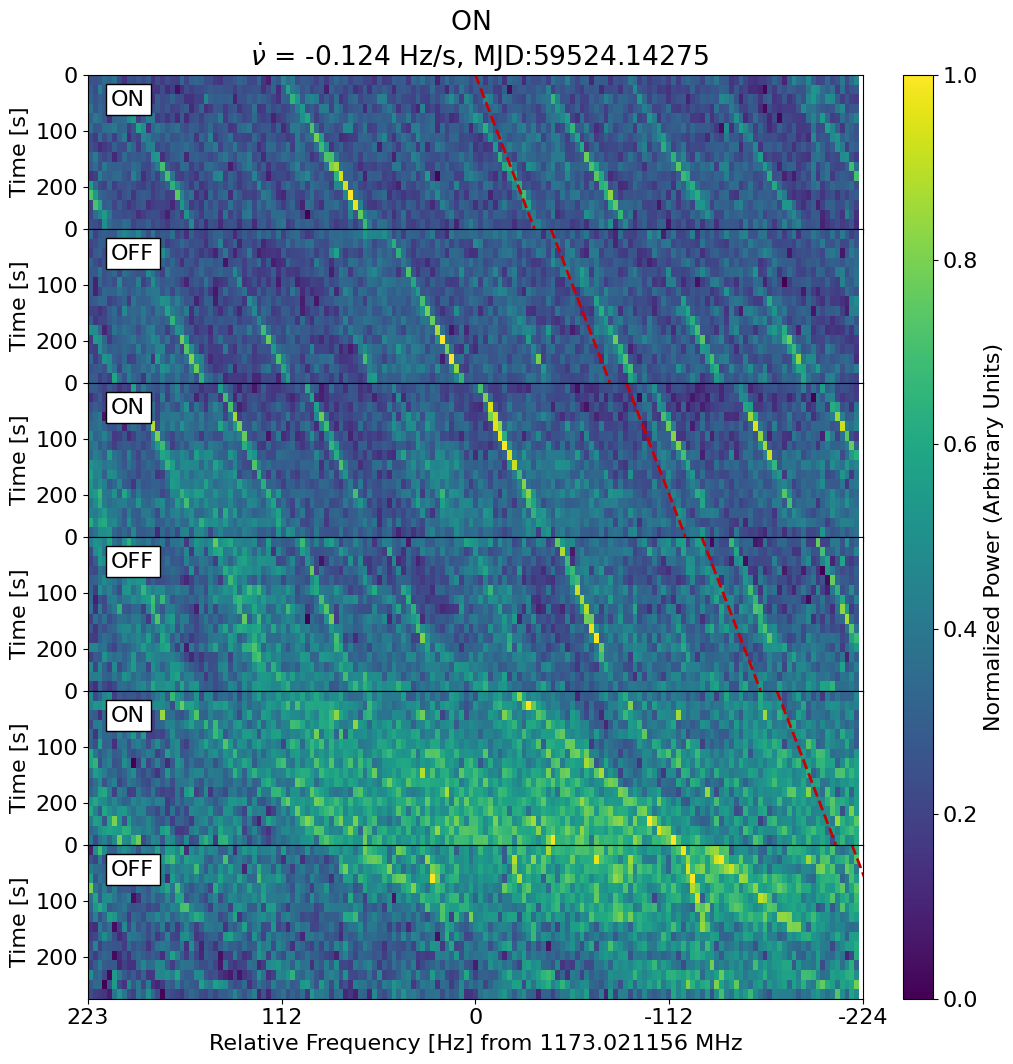 ON
ν̇ = -0.124 Hz/s, MJD:59524.14275
0
100
200
Time [s]
ON
0
100
200
Time [s]
OFF
0
100
200
Time [s]
ON
0
100
200
Time [s]
OFF
0
100
200
Time [s]
ON
0
100
200
Time [s]
OFF
223
112
0
-112
-224
Relative Frequency [Hz] from 1173.021156 MHz
1.0
0.8
0.6
0.4
0.2
0.0
Normalized Power (Arbitrary Units)